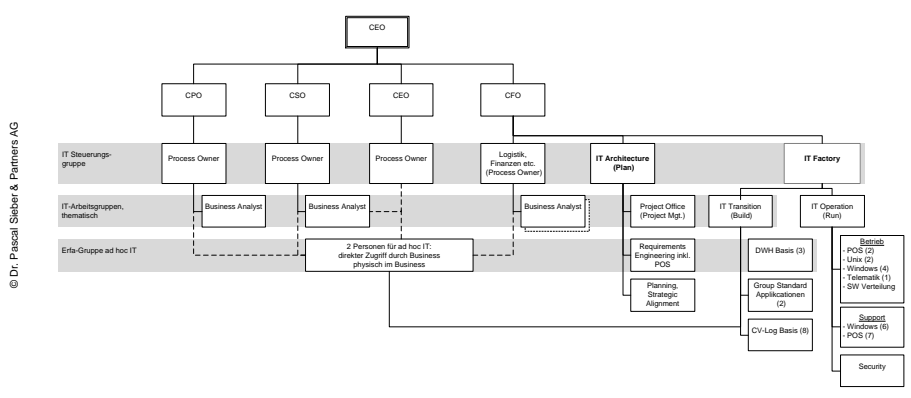 © Dr. Pascal Sieber & Partners AG
CEO
CPO
CSO
CEO
CFO
IT Steuerungs-
gruppe
Process Owner
Process Owner
Process Owner
Logistik,
Finanzen etc.
(Process Owner)
IT Architecture
(Plan)
IT Factory
IT-Arbeitsgruppen,
thematisch
Business Analyst
Business Analyst
Business Analyst
Project Office
(Project Mgt.)
IT Transition
(Build)
IT Operation
(Run)
Erfa-Gruppe ad hoc IT
2 Personen für ad hoc IT:
direkter Zugriff durch Business
physisch im Business
Requirements
Engineering inkl.
POS
DWH Basis (3)
Betrieb
- POS (2)
- Unix (2)
- Windows (4)
- Telematik (1)
- SW Verteilung
Planning,
Strategic
Alignment
Group Standard
Applikcationen
(2)
CV-Log Basis (8)
Support
- Windows (6)
- POS (7)
Security